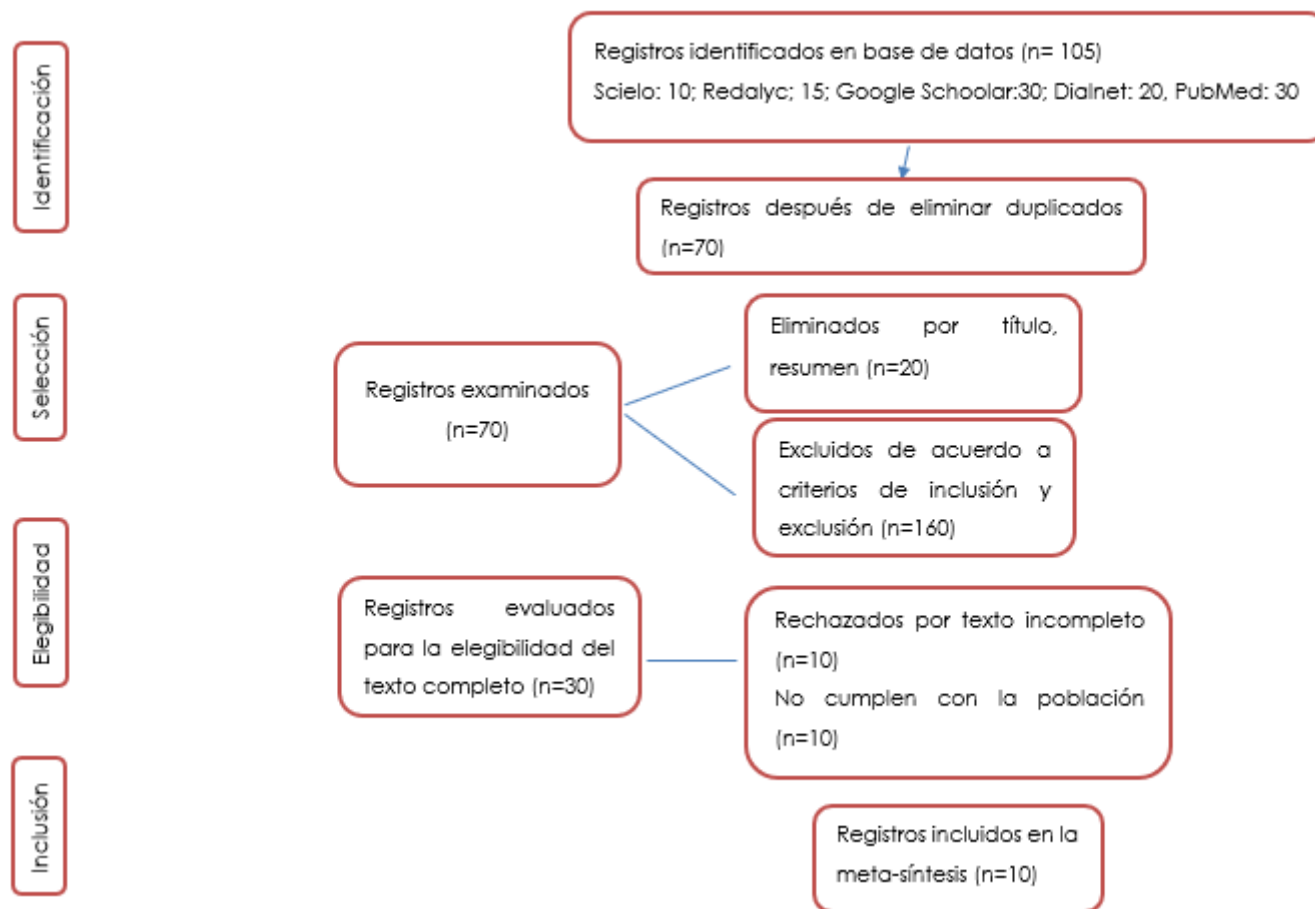 Identificación
Registros identificados en base de datos (n= 105)
Scielo: 10; Redalyc; 15; Google Schoolar:30; Dialnet: 20, PubMed: 30
Registros después de eliminar duplicados
(n=70)
Selección
Registros examinados
(n=70)
Eliminados por título,
resumen (n=20)
Excluidos de acuerdo a
criterios de inclusión y
exclusión (n=160)
Elegibilidad
Registros evaluados
para la elegibilidad del
texto completo (n=30)
Rechazados por texto incompleto
(n=10)
No cumplen con la población
(n=10)
Inclusión
Registros incluidos en la
meta-síntesis (n=10)